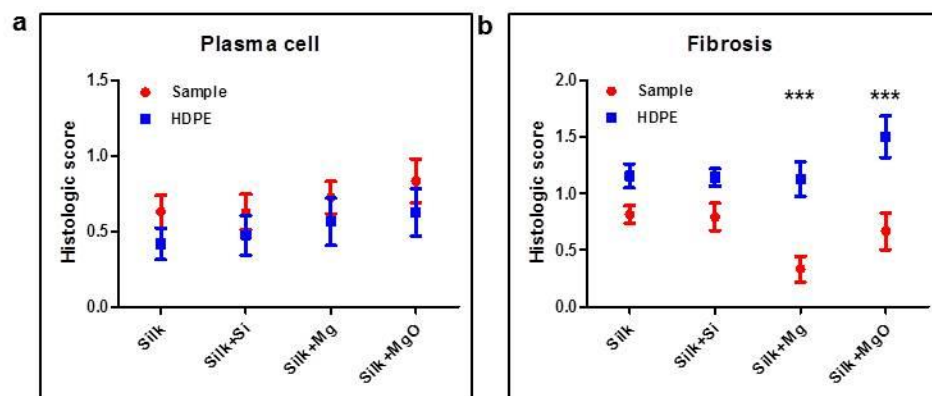 a
Plasma cell
Histologic score
1.5
1.0
0.5
0.0
Sample
HDPE
Silk
Silk+Si
Silk+Mg
Silk+MgO
b
Fibrosis
Histologic score
2.0
1.5
1.0
0.5
0.0
Sample
HDPE
***
***
Silk
Silk+Si
Silk+Mg
Silk+MgO